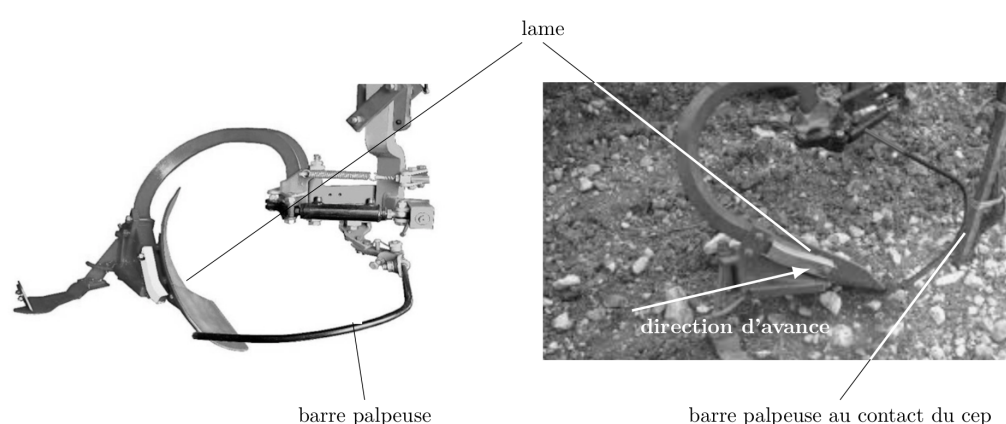 lame
direction d'avance
barre palpeuse
barre palpeuse au contact du cep